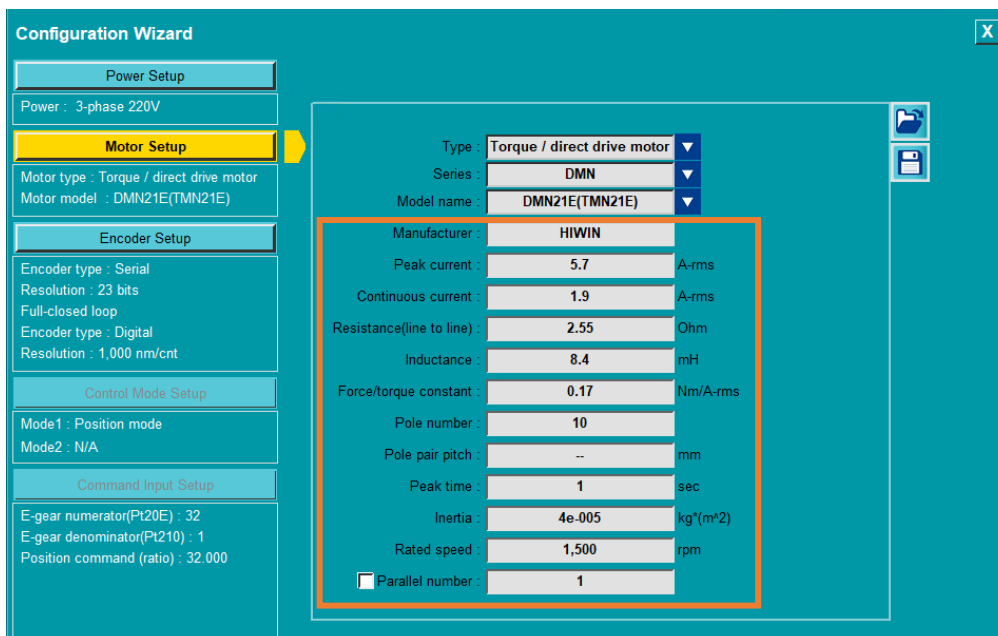 Configuration Wizard
X
Power Setup
Power : 3-phase 220V
Motor Setup
Motor type : Torque / direct drive motor
Motor model : DMN21E(TMN21E)
Encoder Setup
Encoder type : Serial
Resolution : 23 bits
Full-closed loop
Encoder type : Digital
Resolution : 1,000 nm/cnt
Control Mode Setup
Mode1 : Position mode
Mode2 : N/A
Command Input Setup
E-gear numerator(Pt20E) : 32
E-gear denominator(Pt210) : 1
Position command (ratio) : 32.000
Type : Torque / direct drive motor
Series : DMN
Model name : DMN21E(TMN21E)
Manufacturer : HIWIN
Peak current : 5.7 A-rms
Continuous current : 1.9 A-rms
Resistance(line to line) : 2.55 Ohm
Inductance : 8.4 mH
Force/torque constant : 0.17 Nm/A-rms
Pole number : 10
Pole pair pitch : -- mm
Peak time : 1 sec
Inertia : 4e-005 kg*(m^2)
Rated speed : 1,500 rpm
Parallel number : 1